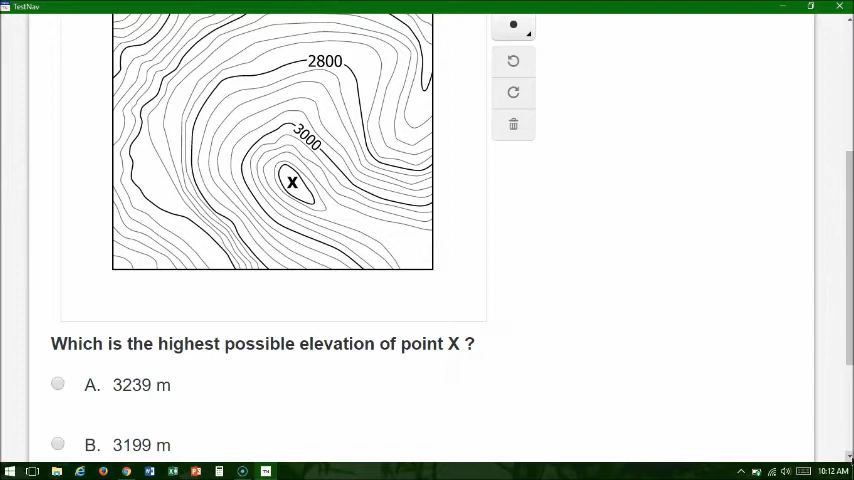 TestNav
2800
3000
X
Which is the highest possible elevation of point X ?
A. 3239 m
B. 3199 m
10:12 AM